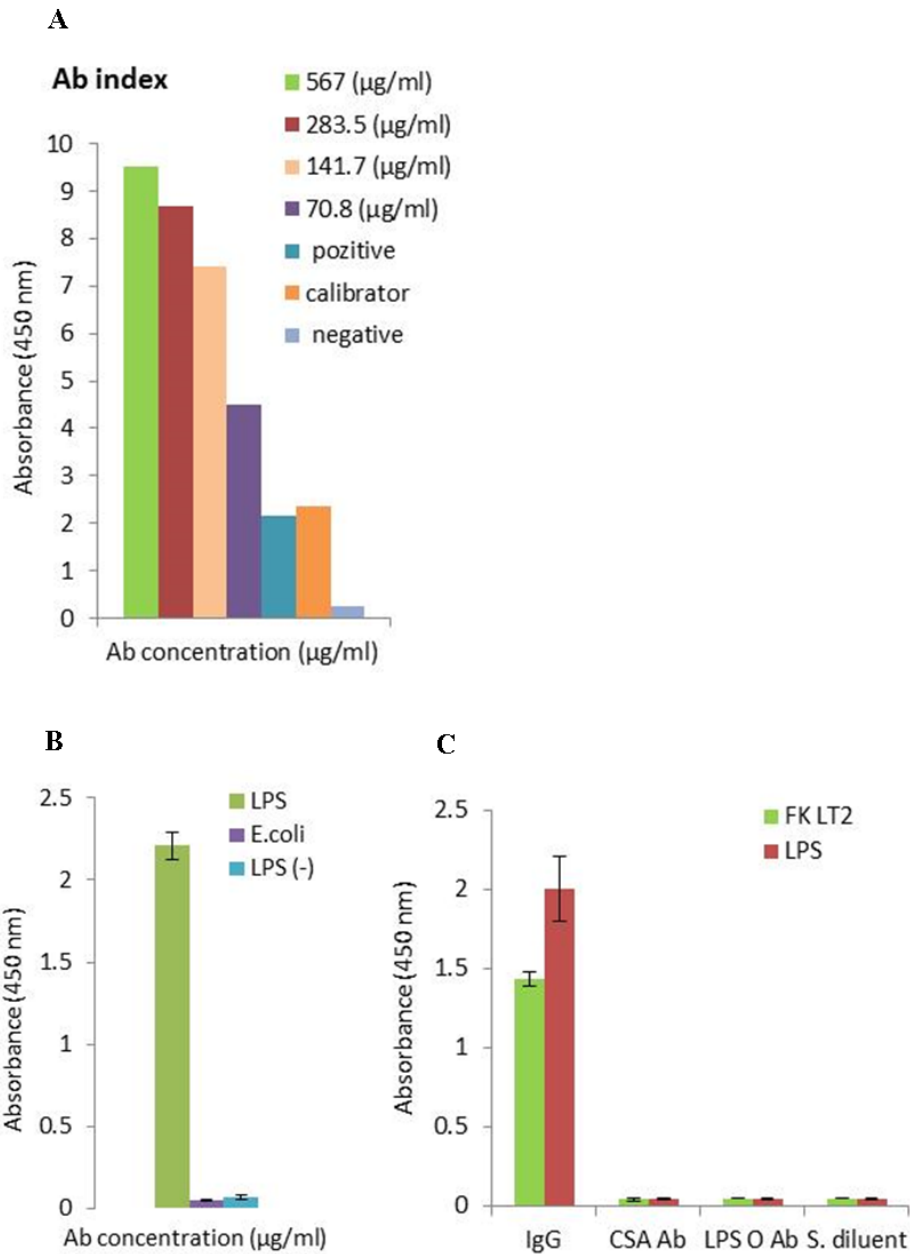 A
Ab index
567 (µg/ml)
283.5 (µg/ml)
141.7 (µg/ml)
70.8 (µg/ml)
pozitive
calibrator
negative
10
9
8
7
6
5
4
3
2
1
0
Absorbance (450 nm)
Ab concentration (µg/ml)
B
LPS
E.coli
LPS (-)
2.5
2
1.5
1
0.5
0
Absorbance (450 nm)
Ab concentration (µg/ml)
C
FK LT2
LPS
2.5
2
1.5
1
0.5
0
Absorbance (450 nm)
IgG CSA Ab LPS O Ab S. diluent